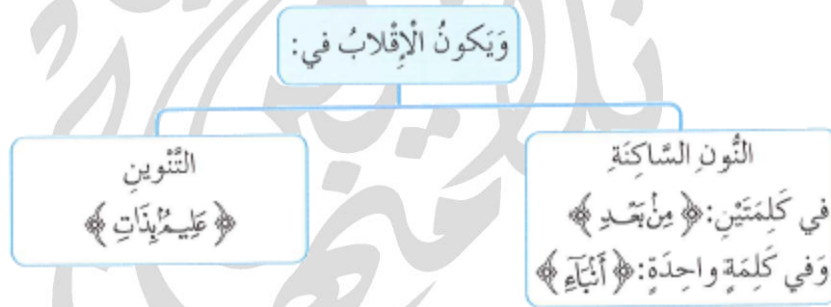 وَيَكونُ الْإِقْلابُ في:
النُّونِ السَّاكِنَةِ
في كَلِمَتَيْنِ: ﴿ مِنۢ بَعۡدِ ﴾
وَفي كَلِمَةٍ واحِدَةٍ: ﴿ أَنۢبَآءِ ﴾
التَّنْوينِ
﴿ عَلِيمُۢ بِذَاتِ ﴾